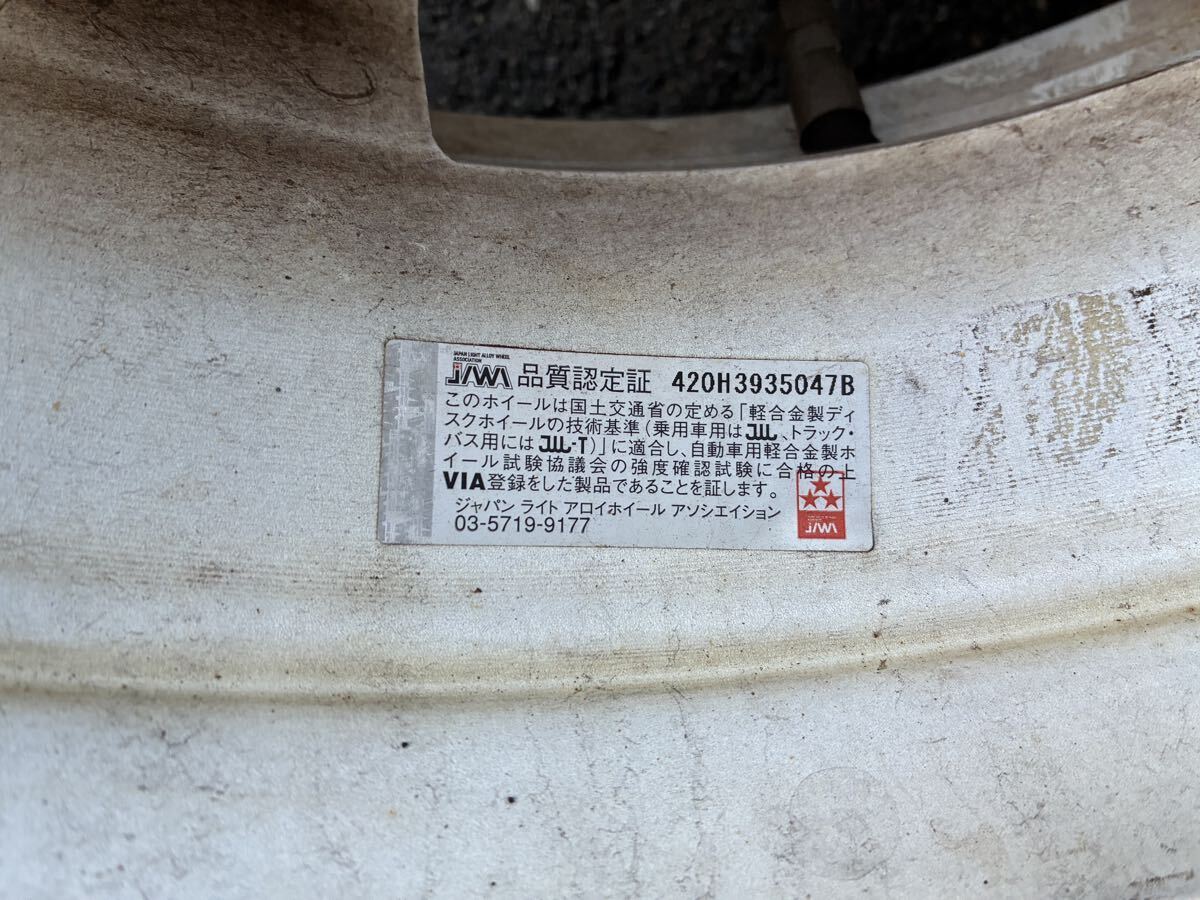 JAPAN LIGHT ALLOY WHEEL
ASSOCIATION
JAWA 品質認定証 420H3935047B
このホイールは国土交通省の定める「軽合金製ディ
スクホイールの技術基準(乗用車用はJWL、トラック・
バス用にはJWL-T)」に適合し、自動車用軽合金製ホ
イール試験協議会の強度確認試験に合格の上
VIA登録をした製品であることを証します。
ジャパン ライト アロイホイール アソシエイション
03-5719-9177
JAWA